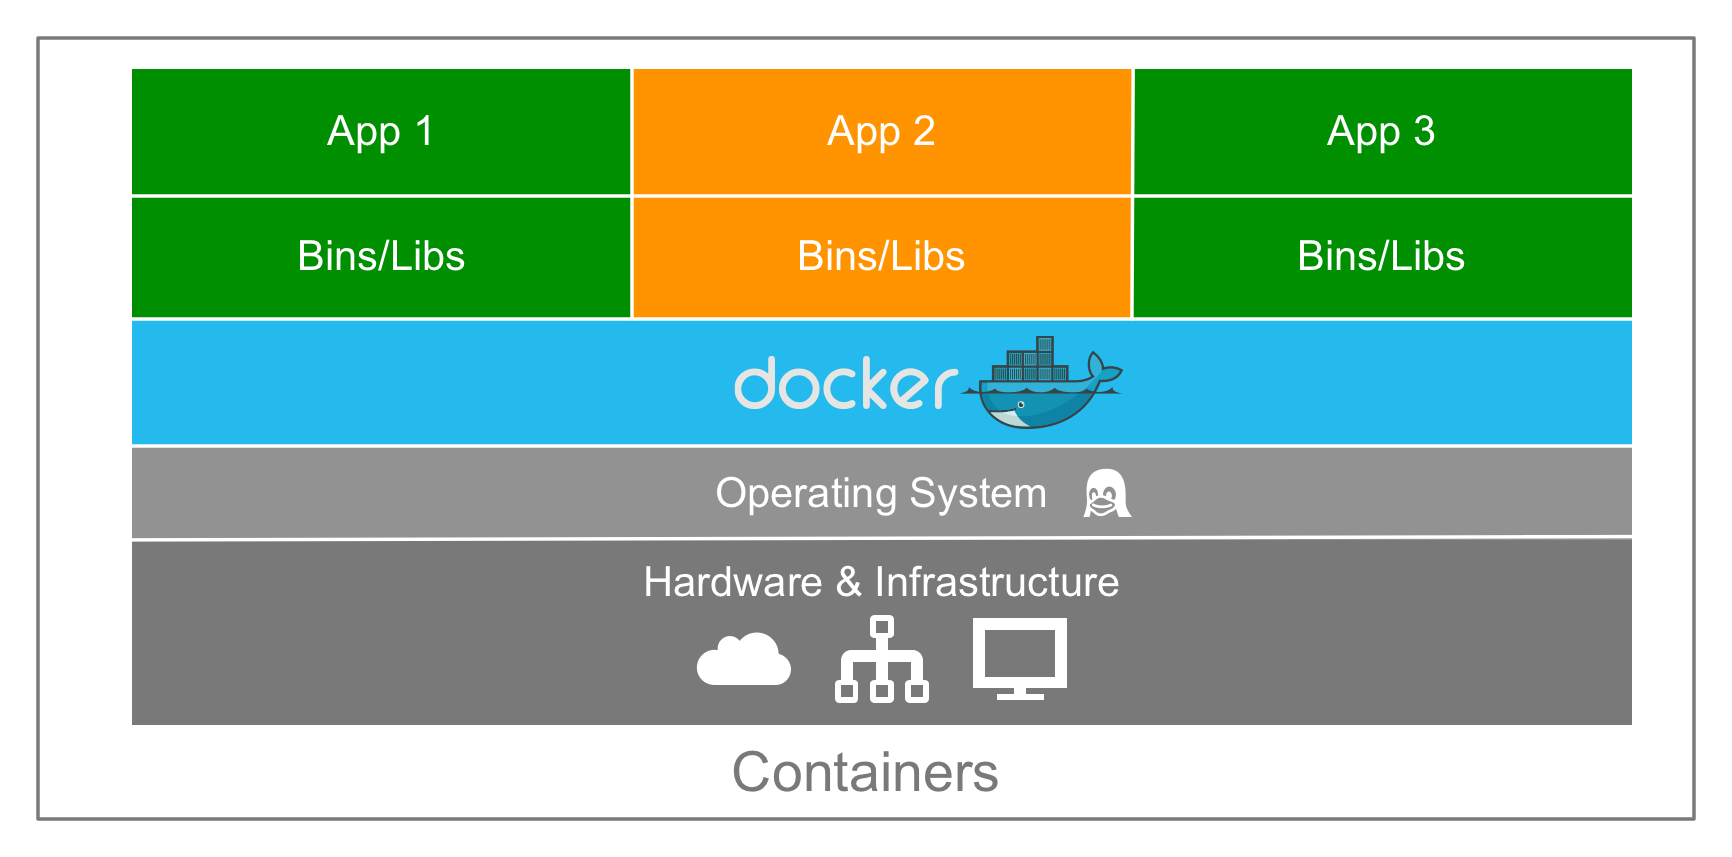 App 1
App 2
App 3
Bins/Libs
Bins/Libs
Bins/Libs
docker
Operating System
Hardware & Infrastructure
Containers